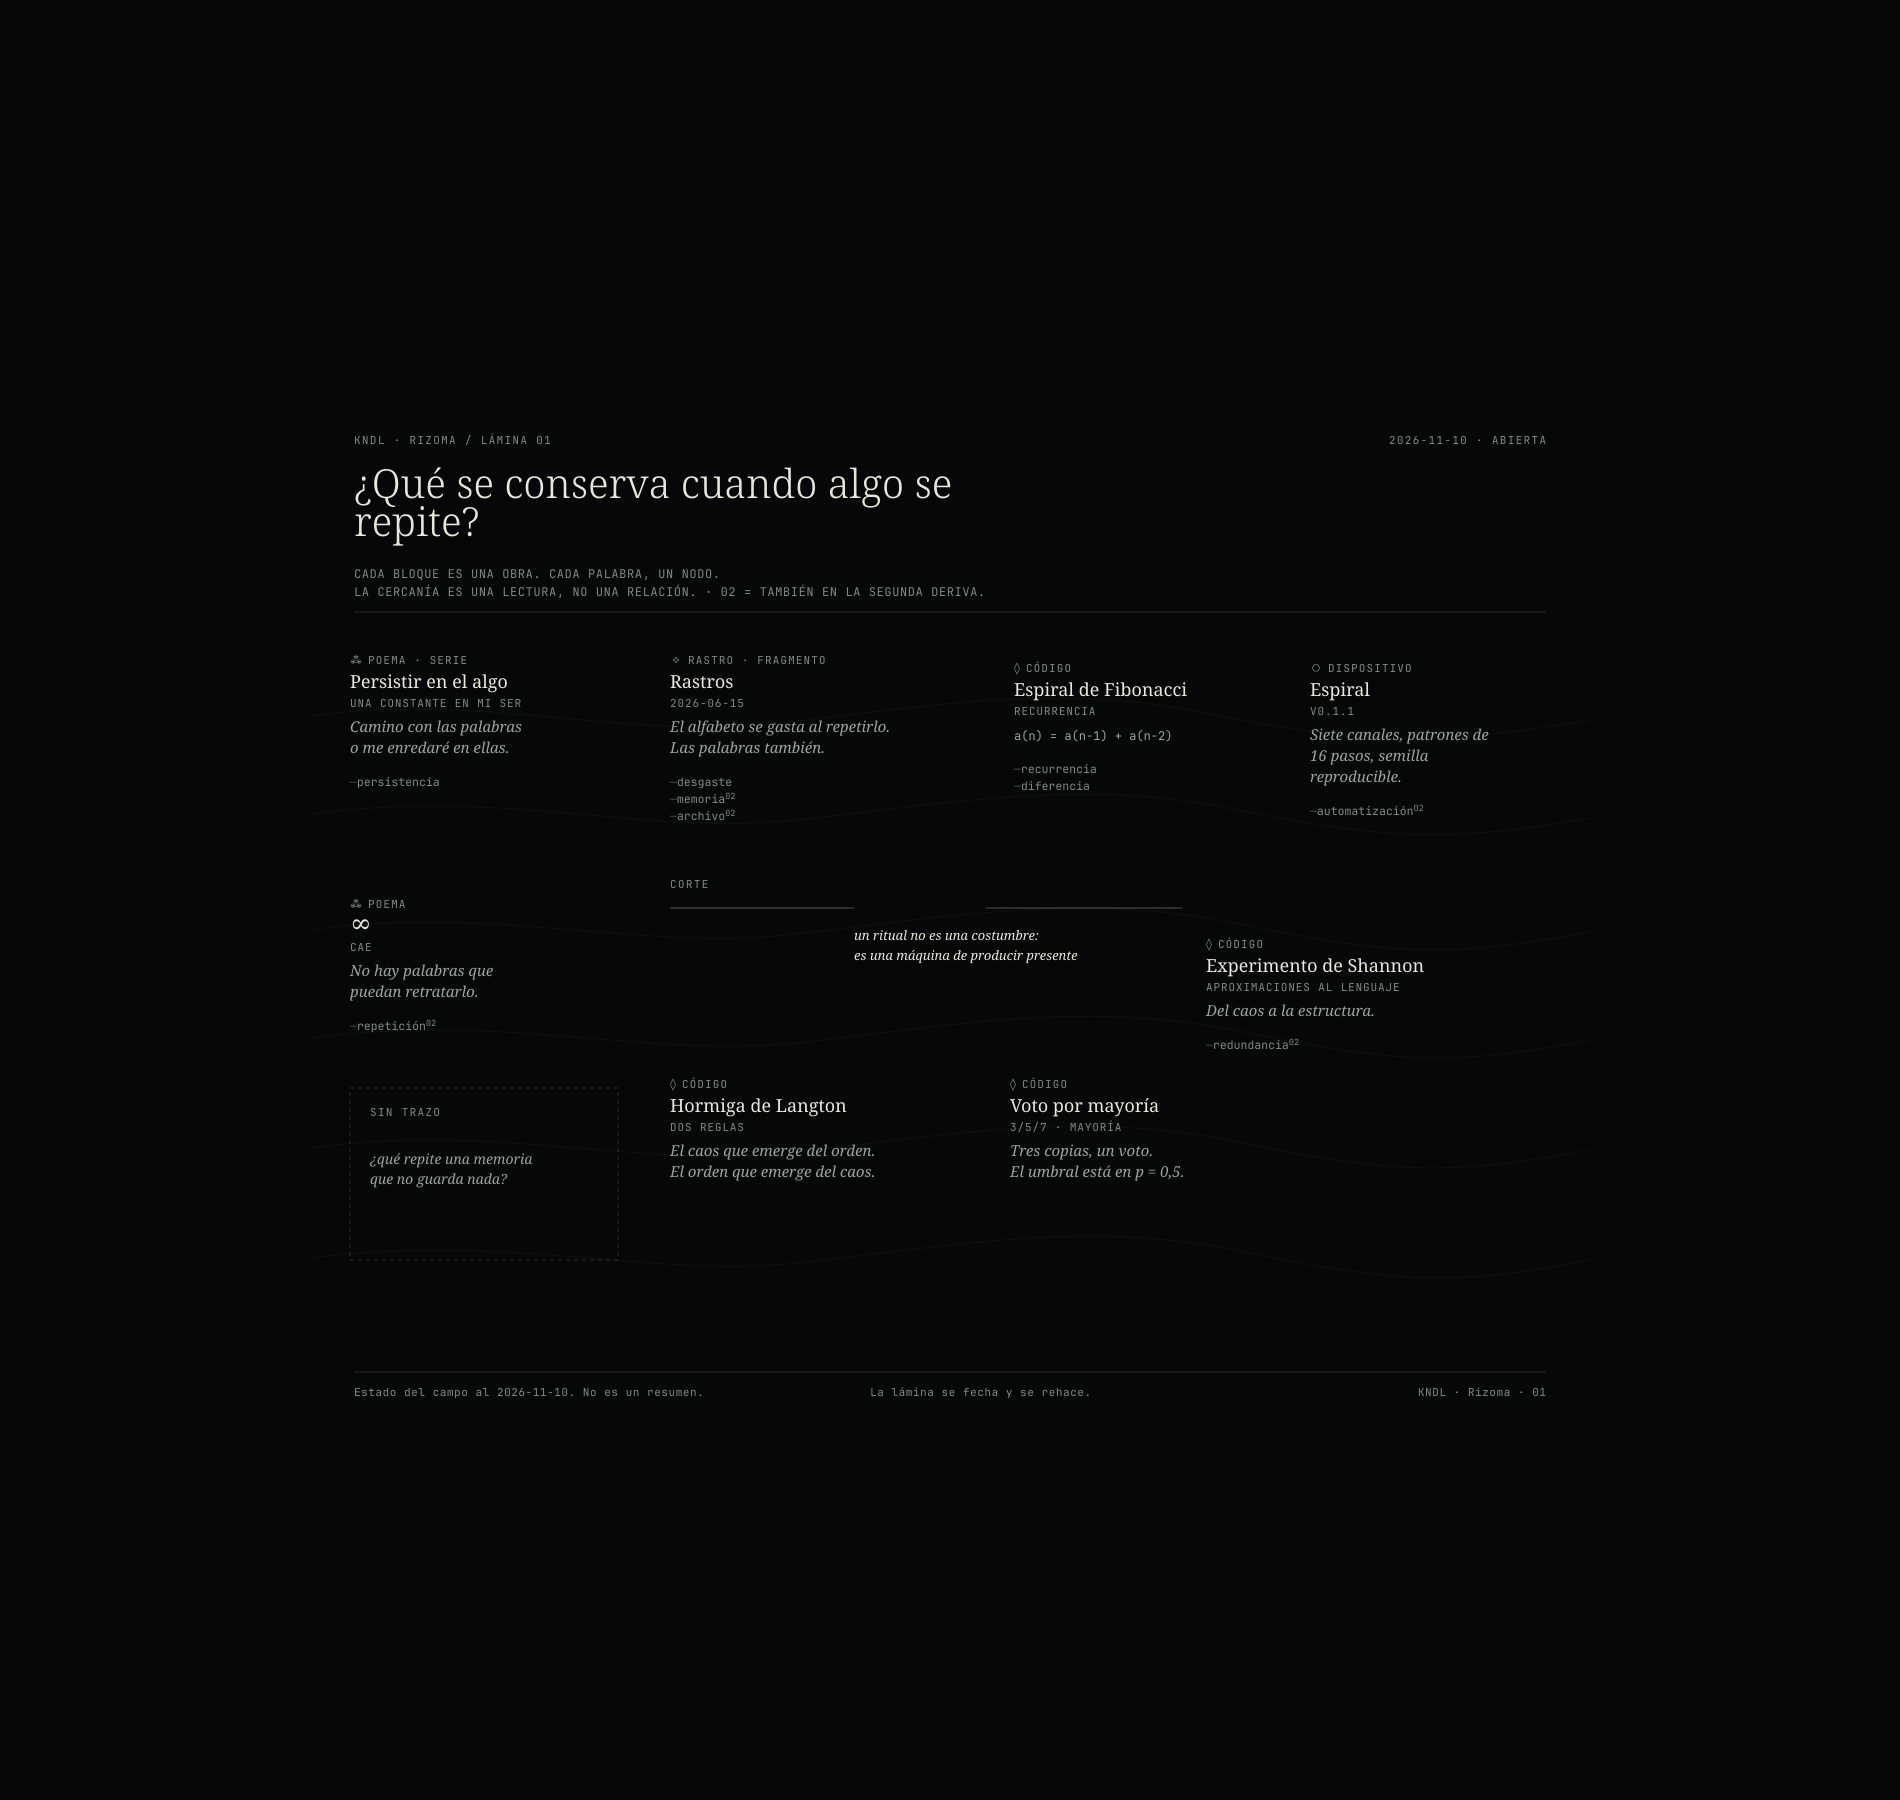 KNDL · RIZOMA / LÁMINA 01
2026-11-10 · ABIERTA
¿Qué se conserva cuando algo se
repite?
CADA BLOQUE ES UNA OBRA. CADA PALABRA, UN NODO.
LA CERCANÍA ES UNA LECTURA, NO UNA RELACIÓN. · 02 = TAMBIÉN EN LA SEGUNDA DERIVA.
⁂ POEMA · SERIE
Persistir en el algo
UNA CONSTANTE EN MI SER
Camino con las palabras
o me enredaré en ellas.
—persistencia
✧ RASTRO · FRAGMENTO
Rastros
2026-06-15
El alfabeto se gasta al repetirlo.
Las palabras también.
—desgaste
—memoria02
—archivo02
◊ CÓDIGO
Espiral de Fibonacci
RECURRENCIA
a(n) = a(n-1) + a(n-2)
—recurrencia
—diferencia
⎔ DISPOSITIVO
Espiral
V0.1.1
Siete canales, patrones de
16 pasos, semilla
reproducible.
—automatización02
⁂ POEMA
∞
CAE
No hay palabras que
puedan retratarlo.
—repetición02
CORTE
un ritual no es una costumbre:
es una máquina de producir presente
◊ CÓDIGO
Experimento de Shannon
APROXIMACIONES AL LENGUAJE
Del caos a la estructura.
—redundancia02
SIN TRAZO
¿qué repite una memoria
que no guarda nada?
◊ CÓDIGO
Hormiga de Langton
DOS REGLAS
El caos que emerge del orden.
El orden que emerge del caos.
◊ CÓDIGO
Voto por mayoría
3/5/7 · MAYORÍA
Tres copias, un voto.
El umbral está en p = 0,5.
Estado del campo al 2026-11-10. No es un resumen.
La lámina se fecha y se rehace.
KNDL · Rizoma · 01